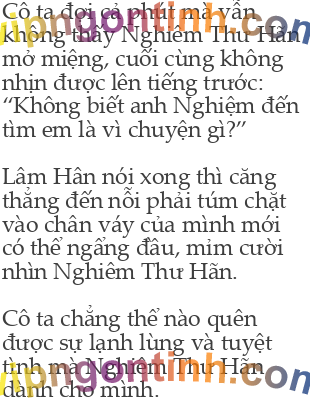 Cô ta đợi cả phút mà vẫn
không thấy Nghiêm Thư Hãn
mở miệng, cuối cùng không
nhịn được lên tiếng trước:
“Không biết anh Nghiệm đến
tìm em là vì chuyện gì?”
Lâm Hân nói xong thì căng
thẳng đến nỗi phải túm chặt
vào chân váy của mình mới
có thể ngẩng đầu, mỉm cười
nhìn Nghiêm Thư Hãn.
Cô ta chẳng thể nào quên
được sự lạnh lùng và tuyệt
tình mà Nghiêm Thư Hãn
dành cho mình.
vipngontinh.com
vipngontinh.com